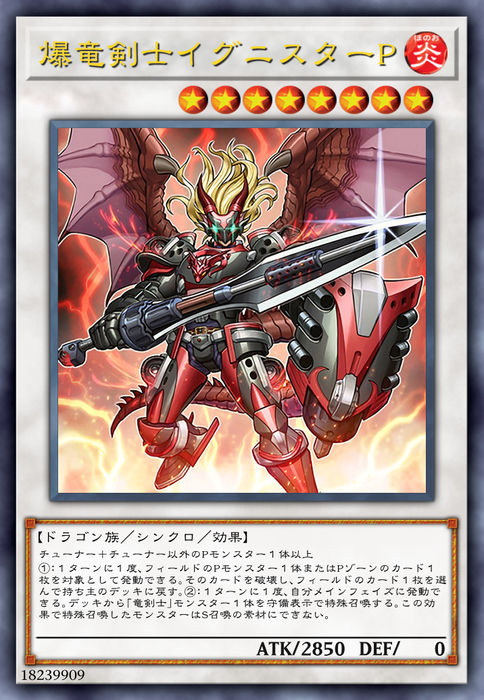 爆竜剣士イグニスターP
ほのお
炎
【ドラゴン族／シンクロ／効果】
チューナー＋チューナー以外のPモンスター１体以上
①：１ターンに１度、フィールドのPモンスター１体またはPゾーンのカード１
枚を対象として発動できる。そのカードを破壊し、フィールドのカード１枚を選
んで持ち主のデッキに戻す。②：１ターンに１度、自分メインフェイズに発動で
きる。デッキから「竜剣士」モンスター１体を守備表示で特殊召喚する。この効
果で特殊召喚したモンスターはS召喚の素材にできない。
ATK/2850 DEF/ 0
18239909